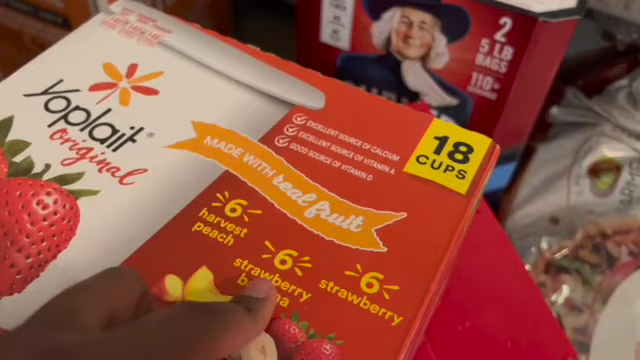 Yoplait®
original
MADE WITH real fruit
EXCELLENT SOURCE OF CALCIUM
EXCELLENT SOURCE OF VITAMIN A
GOOD SOURCE OF VITAMIN D
18
CUPS
6
harvest
peach
6
strawberry
6
strawberry
2
5 LB
BAGS
110+